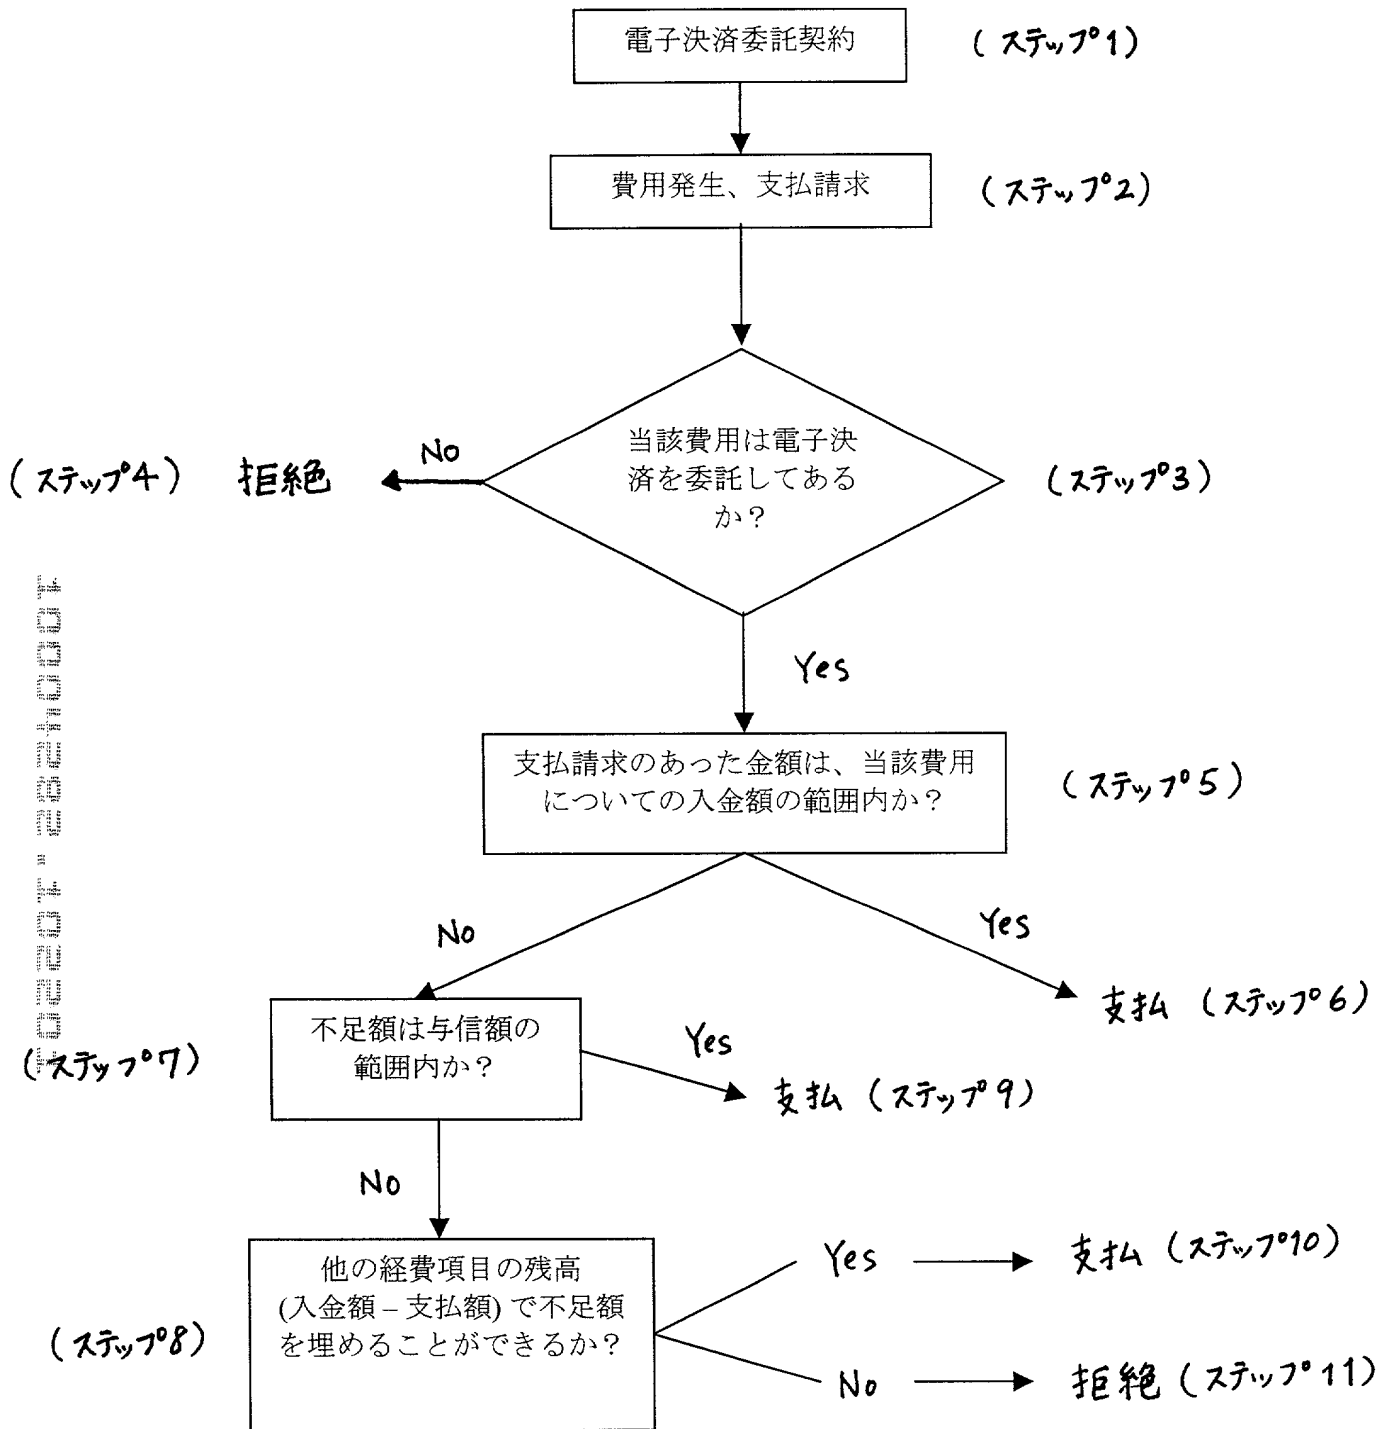 電子決済委託契約
(ステップ1)
費用発生、支払請求
(ステップ2)
当該費用は電子決
済を委託してある
か?
(ステップ3)
No
拒絶
(ステップ4)
Yes
支払請求のあった金額は、当該費用
についての入金額の範囲内か?
(ステップ5)
No
Yes
支払 (ステップ6)
不足額は与信額の
範囲内か?
(ステップ7)
Yes
支払 (ステップ9)
No
他の経費項目の残高
(入金額 – 支払額) で不足額
を埋めることができるか?
(ステップ8)
Yes
支払 (ステップ10)
No
拒絶 (ステップ11)